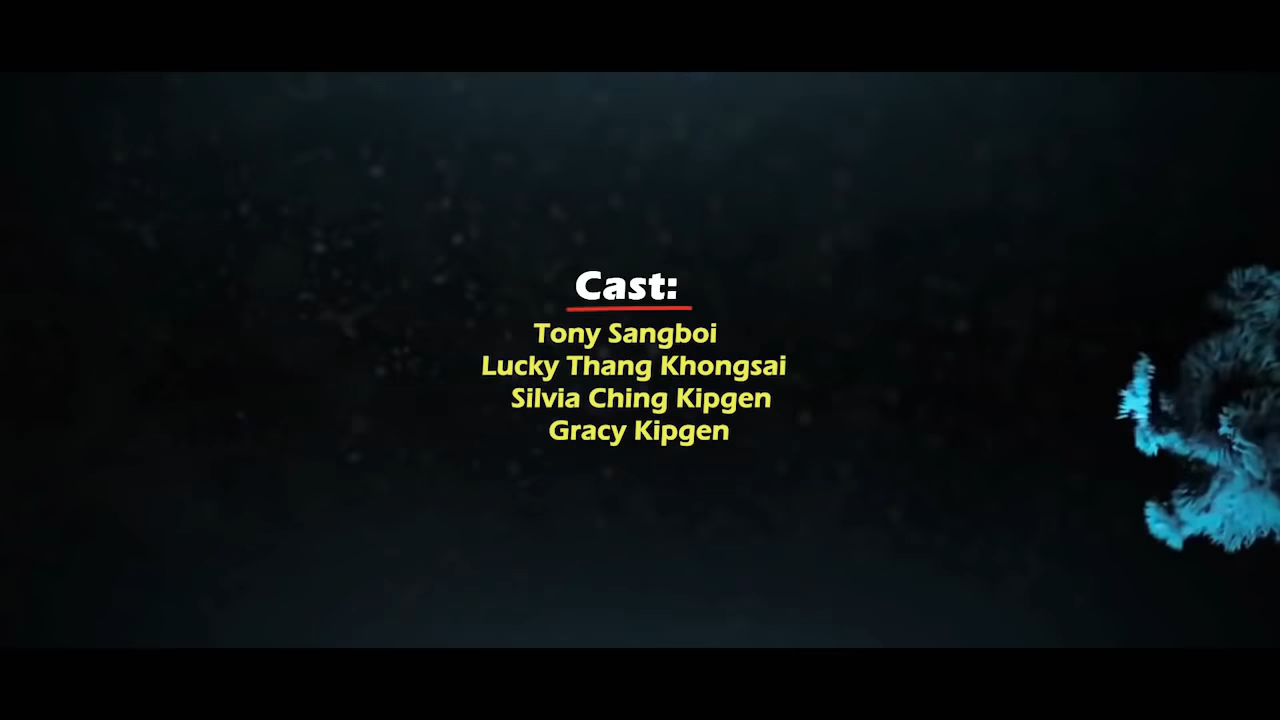 Cast:
Tony Sangboi
Lucky Thang Khongsai
Silvia Ching Kipgen
Gracy Kipgen